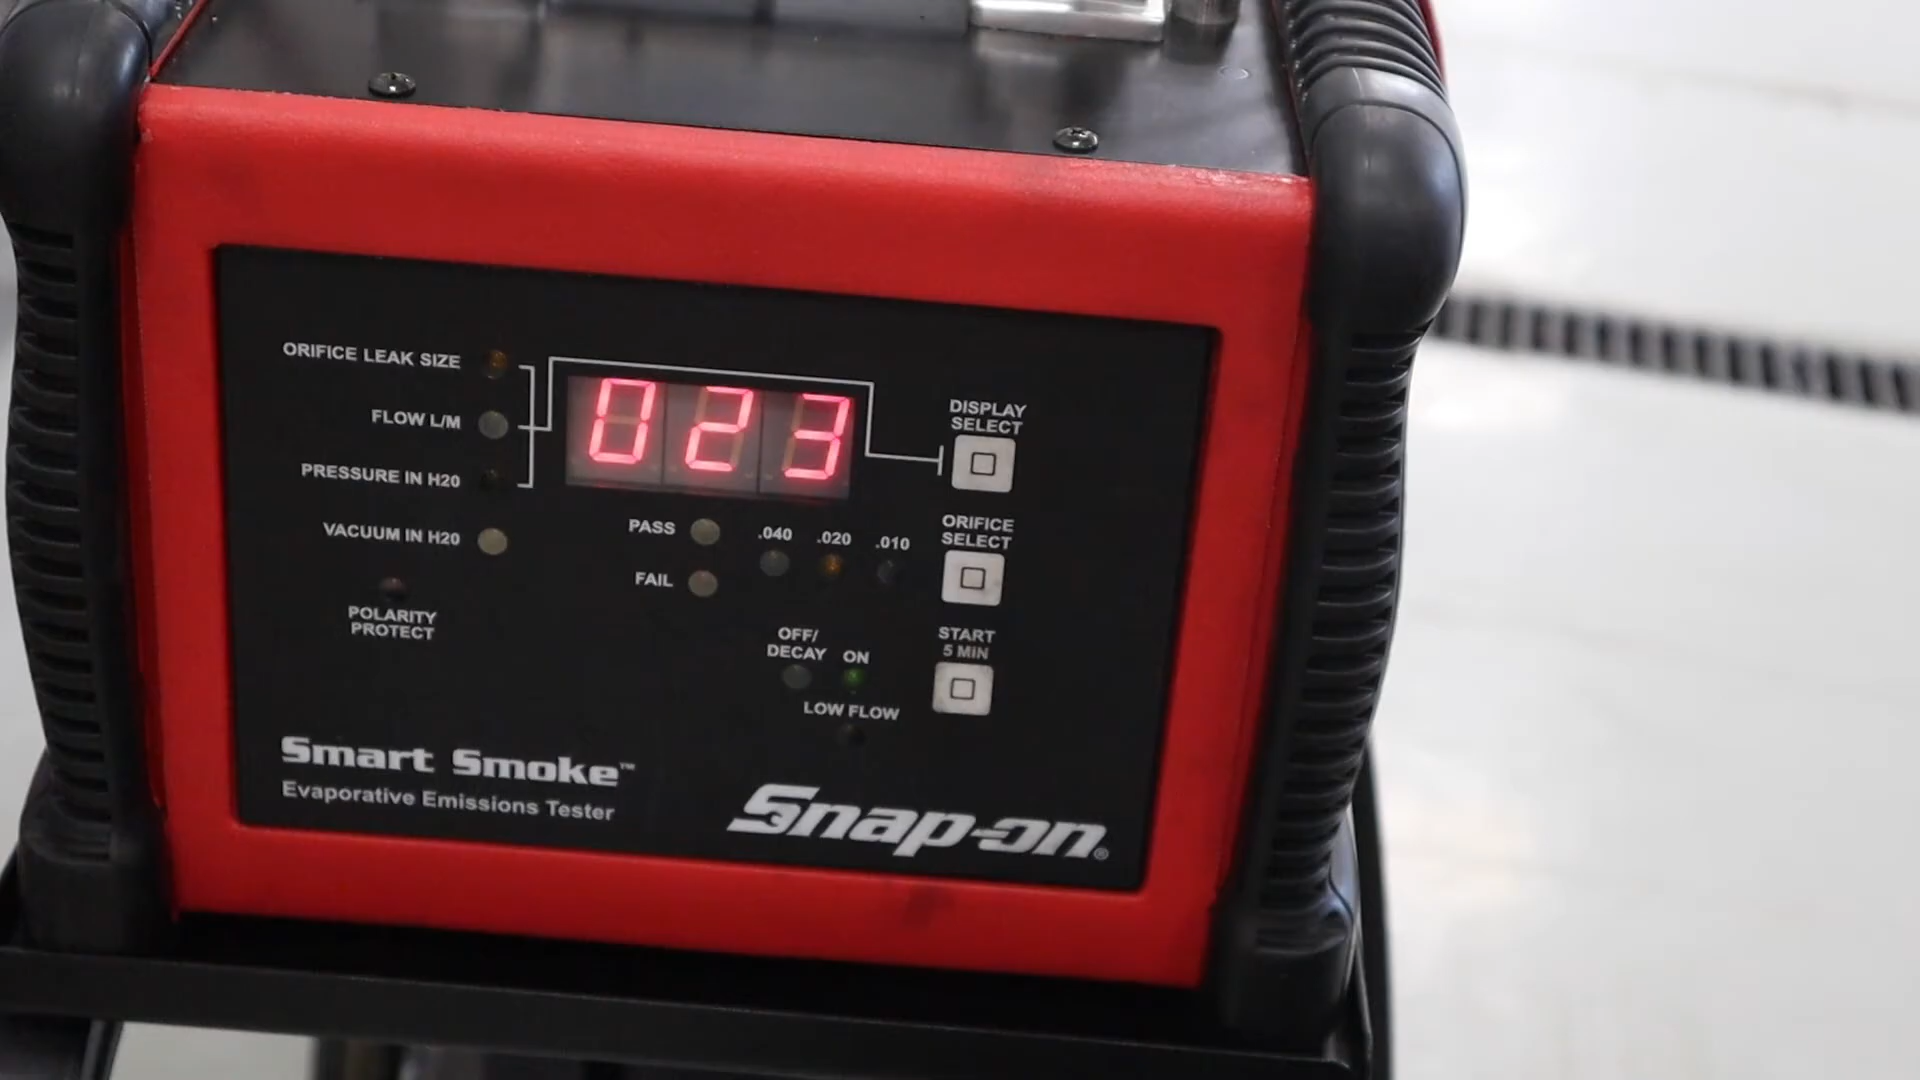 ORIFICE LEAK SIZE
FLOW L/M
PRESSURE IN H20
VACUUM IN H20
POLARITY
PROTECT
023
DISPLAY
SELECT
PASS
FAIL
.040 .020 .010
ORIFICE
SELECT
OFF/
DECAY ON
LOW FLOW
START
5 MIN
Smart Smoke™
Evaporative Emissions Tester
Snap-on®